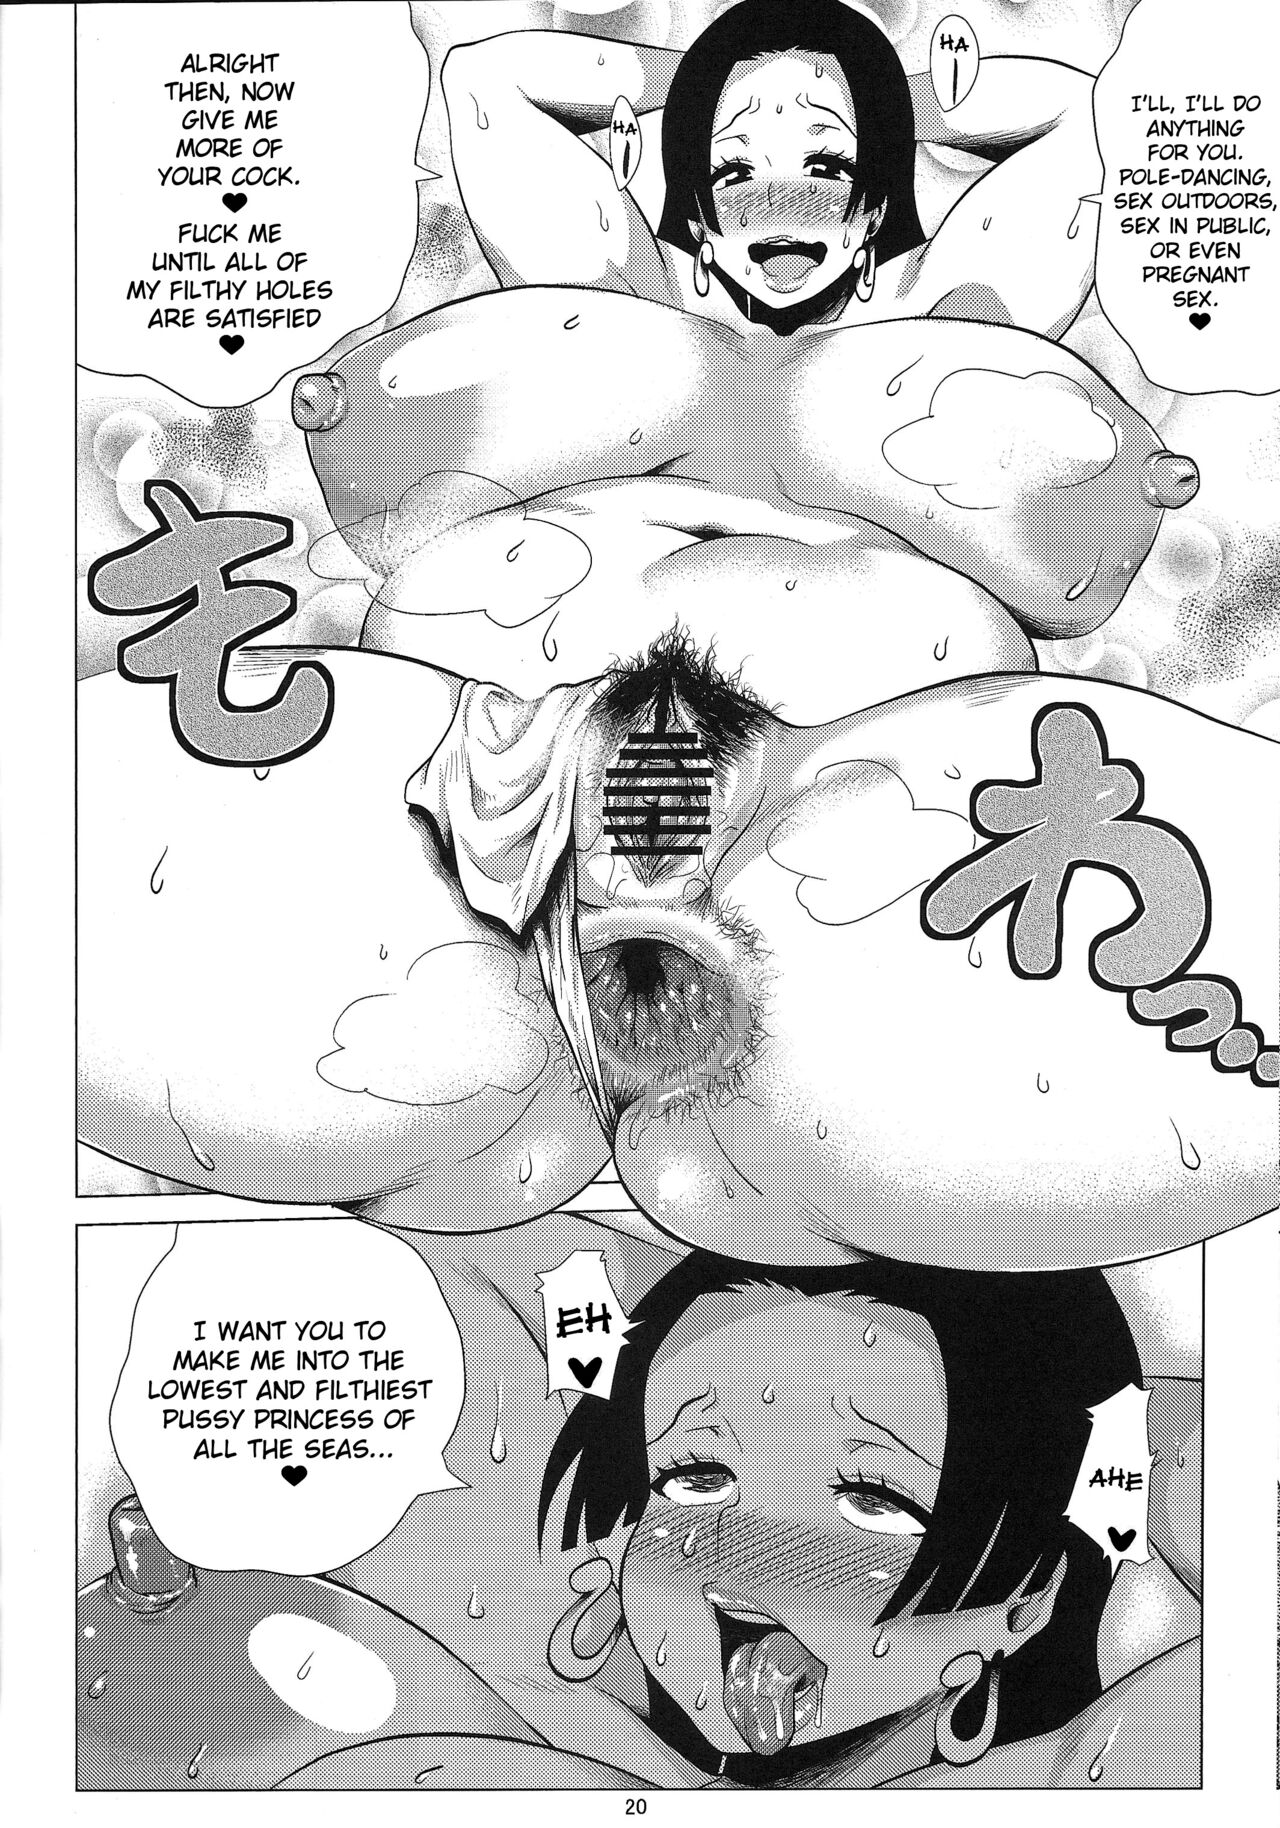 I'LL, I'LL DO
ANYTHING
FOR YOU.
POLE-DANCING,
SEX OUTDOORS,
SEX IN PUBLIC,
OR EVEN
PREGNANT
SEX.
♥
HA
HA
ALRIGHT
THEN, NOW
GIVE ME
MORE OF
YOUR COCK.
♥
FUCK ME
UNTIL ALL OF
MY FILTHY HOLES
ARE SATISFIED
♥
も
わっ…
I WANT YOU TO
MAKE ME INTO THE
LOWEST AND FILTHIEST
PUSSY PRINCESS OF
ALL THE SEAS...
♥
EH
♥
AHE
♥
20